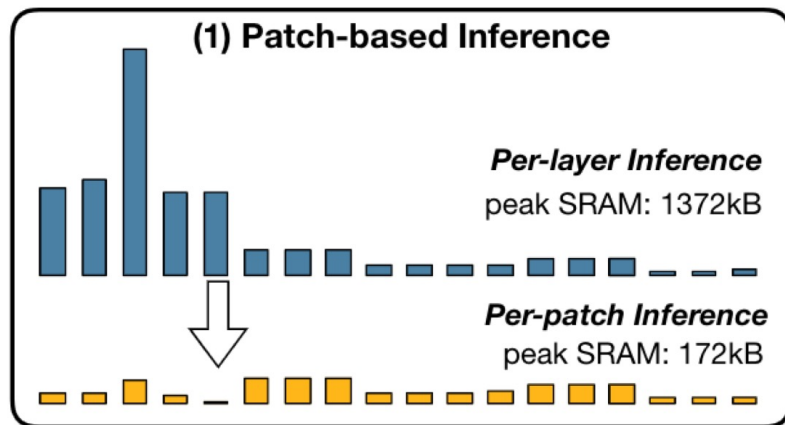 (1) Patch-based Inference
Per-layer Inference
peak SRAM: 1372kB
Per-patch Inference
peak SRAM: 172kB